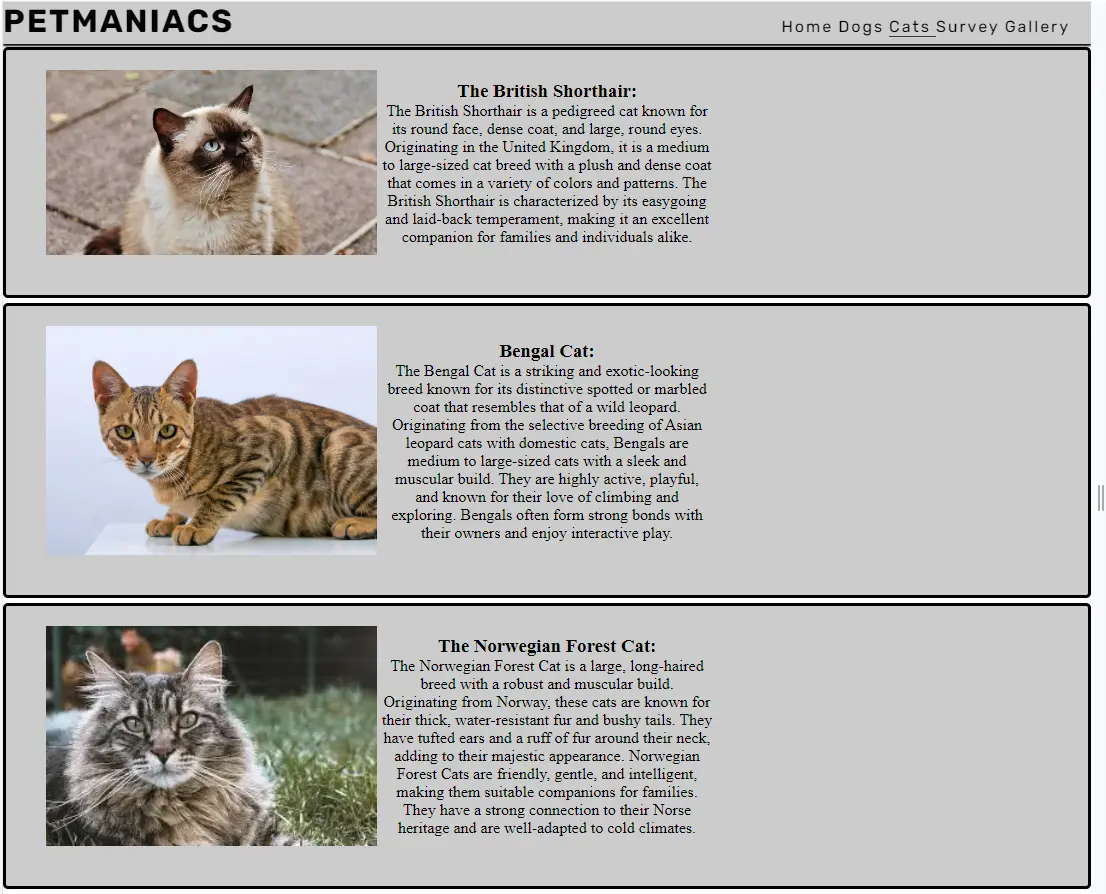 PETMANIACS
Home Dogs Cats Survey Gallery
The British Shorthair:
The British Shorthair is a pedigreed cat known for
its round face, dense coat, and large, round eyes.
Originating in the United Kingdom, it is a medium
to large-sized cat breed with a plush and dense coat
that comes in a variety of colors and patterns. The
British Shorthair is characterized by its easygoing
and laid-back temperament, making it an excellent
companion for families and individuals alike.
Bengal Cat:
The Bengal Cat is a striking and exotic-looking
breed known for its distinctive spotted or marbled
coat that resembles that of a wild leopard.
Originating from the selective breeding of Asian
leopard cats with domestic cats, Bengals are
medium to large-sized cats with a sleek and
muscular build. They are highly active, playful,
and known for their love of climbing and
exploring. Bengals often form strong bonds with
their owners and enjoy interactive play.
The Norwegian Forest Cat:
The Norwegian Forest Cat is a large, long-haired
breed with a robust and muscular build.
Originating from Norway, these cats are known for
their thick, water-resistant fur and bushy tails. They
have tufted ears and a ruff of fur around their neck,
adding to their majestic appearance. Norwegian
Forest Cats are friendly, gentle, and intelligent,
making them suitable companions for families.
They have a strong connection to their Norse
heritage and are well-adapted to cold climates.